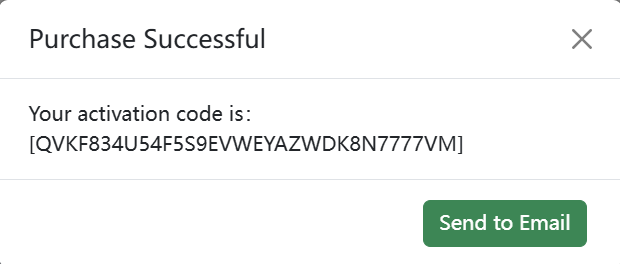 Purchase Successful
Your activation code is:
[QVKF834U54F5S9EVWEYAZWDK8N7777VM]
Send to Email